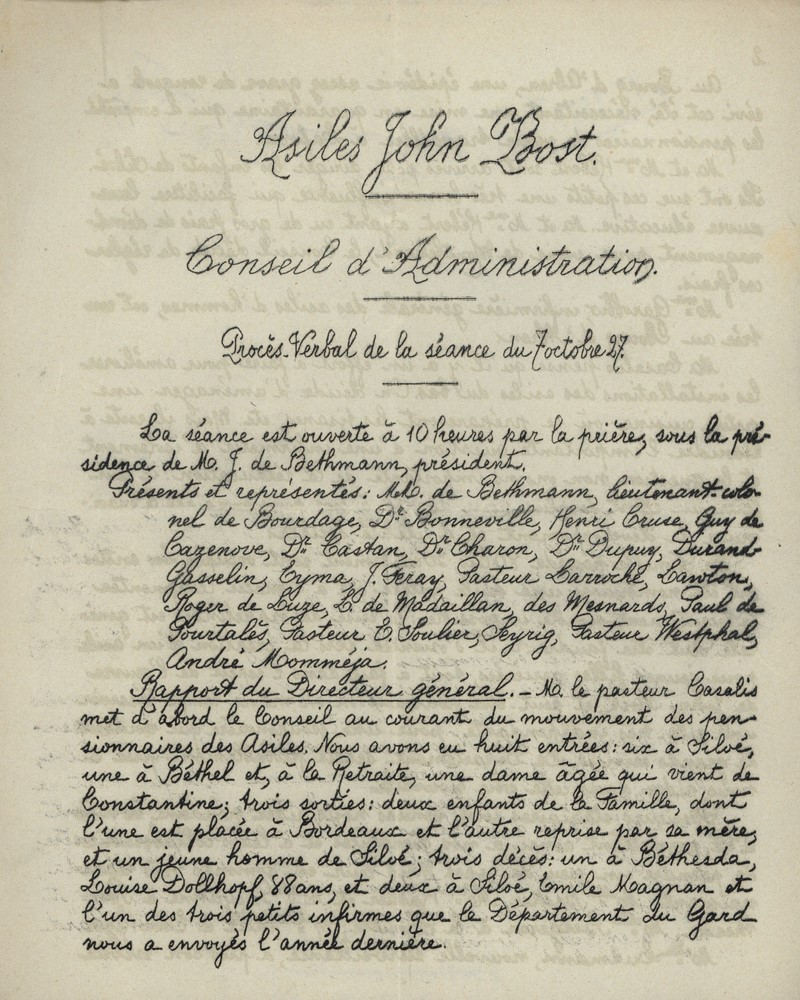 Asiles John Bost.
Conseil d'Administration.
Procès-Verbal de la séance du 7 octobre 27.
La séance est ouverte à 10 heures par la prière, sous la pré-
sidence de M. J. de Bethmann, président.
Présents et représentés: MM. de Bethmann, lieutenant-colo-
nel de Bourdage, Dr Bonneville, Henri Cruse, Guy de
Cazenove, Dr Castan, Dr Charon, Dr Dupuy, Durand-
Gasselin, Eyma, J. Feray, Pasteur Larroche, Lawton,
Roger de Luze, L. de Madaillan, des Mesnards, Paul de
Pourtalès, Pasteur E. Soulier, Seyrig, Pasteur Westphal,
André Momméja.
Rapport du Directeur général. - M. le pasteur Casalis
met d'abord le Conseil au courant du mouvement des pen-
sionnaires des Asiles. Nous avons eu huit entrées: six à Siloé,
une à Béthel et, à la Retraite, une dame âgée qui vient de
Constantine; trois sorties: deux enfants de la Famille, dont
l'une est placée à Bordeaux et l'autre reprise par sa mère,
et un jeune homme de Siloé; trois décès: un à Béthesda,
Louise Dollhopf, 88 ans, et deux à Siloé, Emile Magnan et
l'un des trois petits infirmes que le Département du Gard
nous a envoyés l'année dernière.